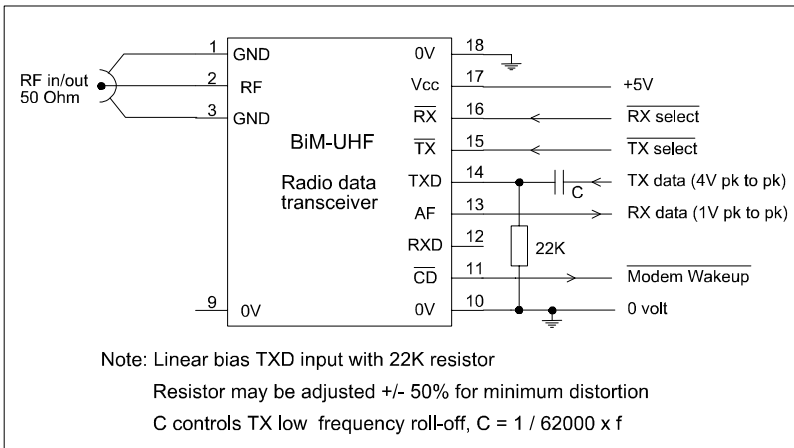 RF in/out
50 Ohm
1 GND
2 RF
3 GND
9 0V
BiM-UHF
Radio data
transceiver
0V 18
Vcc 17 +5V
RX 16 RX select
TX 15 TX select
TXD 14 C TX data (4V pk to pk)
AF 13 RX data (1V pk to pk)
RXD 12
22K
CD 11 Modem Wakeup
0V 10 0 volt
Note: Linear bias TXD input with 22K resistor
Resistor may be adjusted +/- 50% for minimum distortion
C controls TX low frequency roll-off, C = 1 / 62000 x f